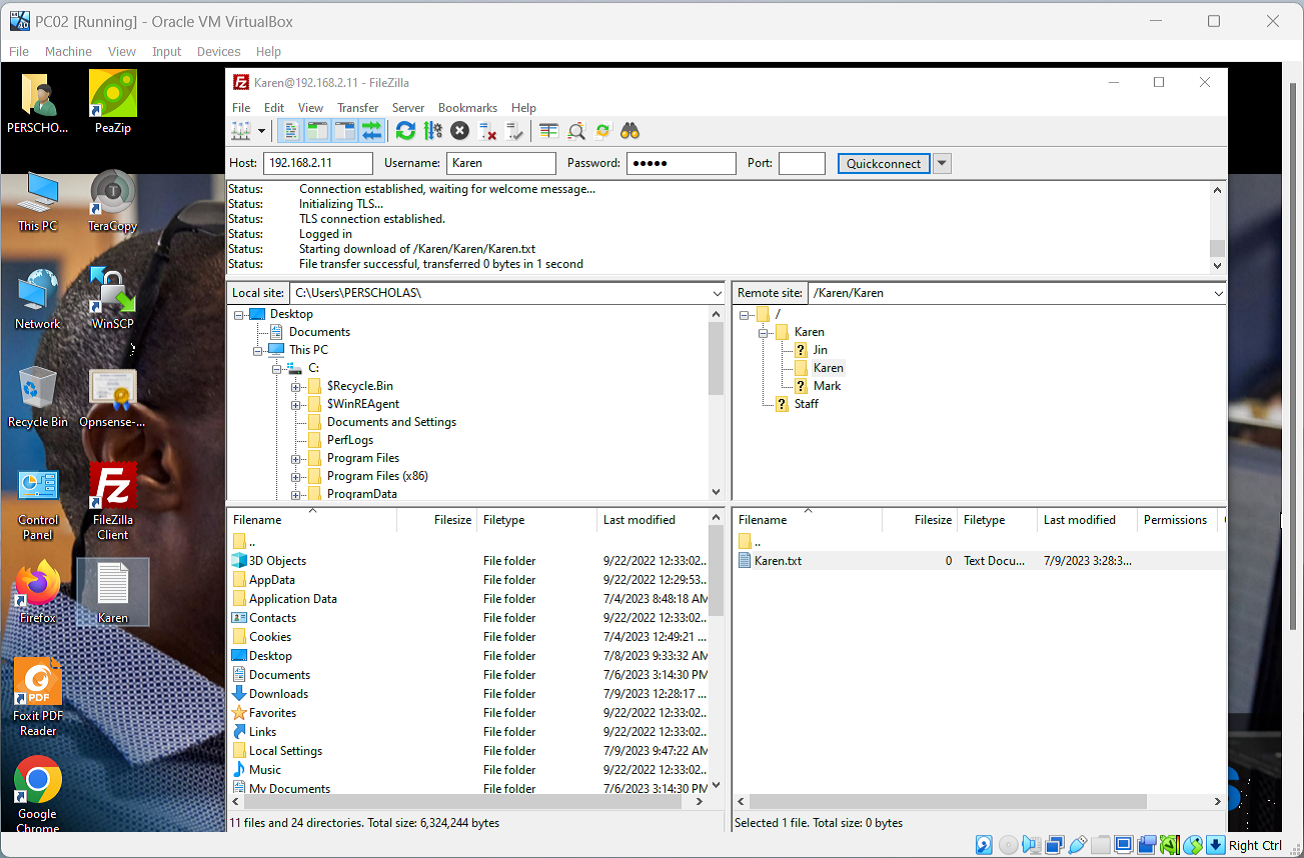 PC02 [Running] - Oracle VM VirtualBox
File Machine View Input Devices Help
PERSCHO...
PeaZip
This PC
TeraCopy
Network
WinSCP
Recycle Bin
Opnsense-...
Control
Panel
FileZilla
Client
Firefox
Karen
Foxit PDF
Reader
Google
Chrome
Karen@192.168.2.11 - FileZilla
File Edit View Transfer Server Bookmarks Help
Host: 192.168.2.11 Username: Karen Password: ●●●●● Port: Quickconnect
Status: Connection established, waiting for welcome message...
Status: Initializing TLS...
Status: TLS connection established.
Status: Logged in
Status: Starting download of /Karen/Karen/Karen.txt
Status: File transfer successful, transferred 0 bytes in 1 second
Local site: C:\Users\PERSCHOLAS\
Desktop
Documents
This PC
C:
$Recycle.Bin
$WinREAgent
Documents and Settings
PerfLogs
Program Files
Program Files (x86)
ProgramData
Remote site: /Karen/Karen
/
Karen
? Jin
Karen
? Mark
? Staff
Filename Filesize Filetype Last modified
..
3D Objects File folder 9/22/2022 12:33:02...
AppData File folder 9/22/2022 12:29:53...
Application Data File folder 7/4/2023 8:48:18 AM
Contacts File folder 9/22/2022 12:33:02...
Cookies File folder 7/4/2023 12:49:21 ...
Desktop File folder 7/8/2023 9:33:32 AM
Documents File folder 7/6/2023 3:14:30 PM
Downloads File folder 7/9/2023 12:28:17 ...
Favorites File folder 9/22/2022 12:33:02...
Links File folder 9/22/2022 12:33:02...
Local Settings File folder 7/9/2023 9:47:22 AM
Music File folder 9/22/2022 12:33:02...
My Documents File folder 7/6/2023 3:14:30 PM
11 files and 24 directories. Total size: 6,324,244 bytes
Filename Filesize Filetype Last modified Permissions
..
Karen.txt 0 Text Docu... 7/9/2023 3:28:3...
Selected 1 file. Total size: 0 bytes
Right Ctrl